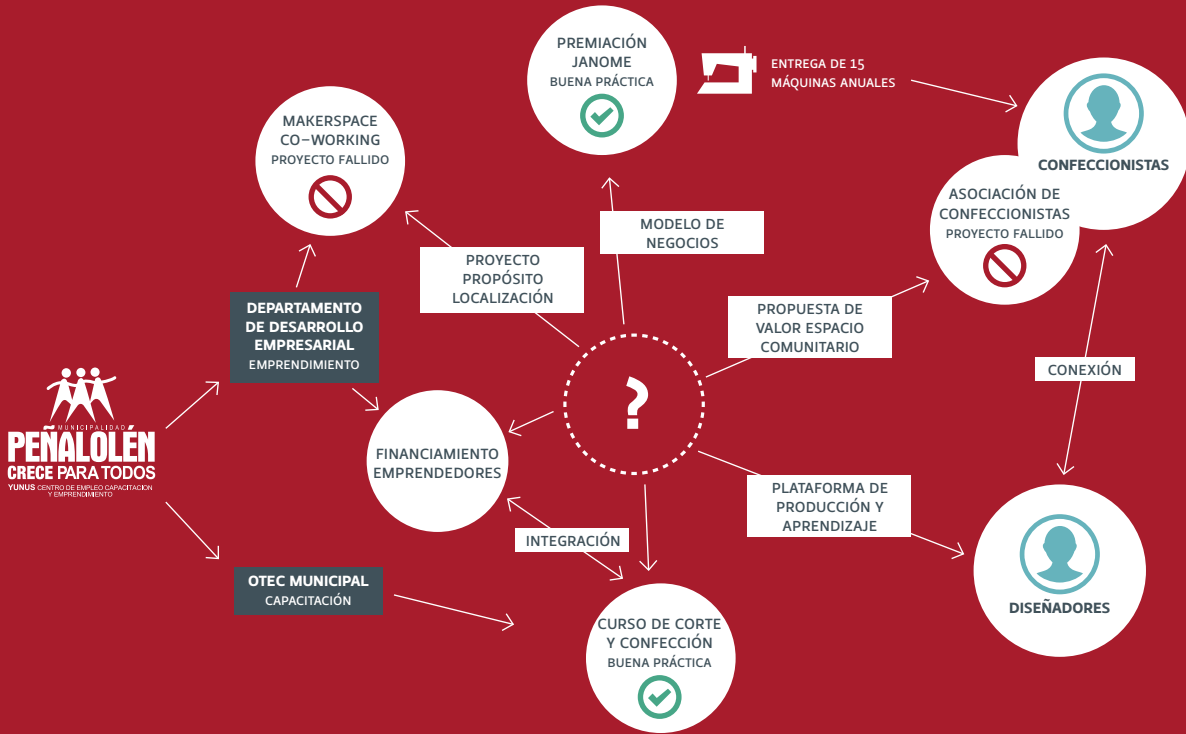 PREMIACIÓN
JANOME
BUENA PRÁCTICA
ENTREGA DE 15
MÁQUINAS ANUALES
MAKERSPACE
CO-WORKING
PROYECTO FALLIDO
CONFECCIONISTAS
ASOCIACIÓN DE
CONFECCIONISTAS
PROYECTO FALLIDO
MODELO DE
NEGOCIOS
PROYECTO
PROPÓSITO
LOCALIZACIÓN
DEPARTAMENTO
DE DESARROLLO
EMPRESARIAL
EMPRENDIMIENTO
PROPUESTA DE
VALOR ESPACIO
COMUNITARIO
CONEXIÓN
?
MUNICIPALIDAD
PEÑALOLÉN
CRECE PARA TODOS
YUNUS CENTRO DE EMPLEO CAPACITACION
Y EMPRENDIMIENTO
FINANCIAMIENTO
EMPRENDEDORES
PLATAFORMA DE
PRODUCCIÓN Y
APRENDIZAJE
INTEGRACIÓN
OTEC MUNICIPAL
CAPACITACIÓN
DISEÑADORES
CURSO DE CORTE
Y CONFECCIÓN
BUENA PRÁCTICA